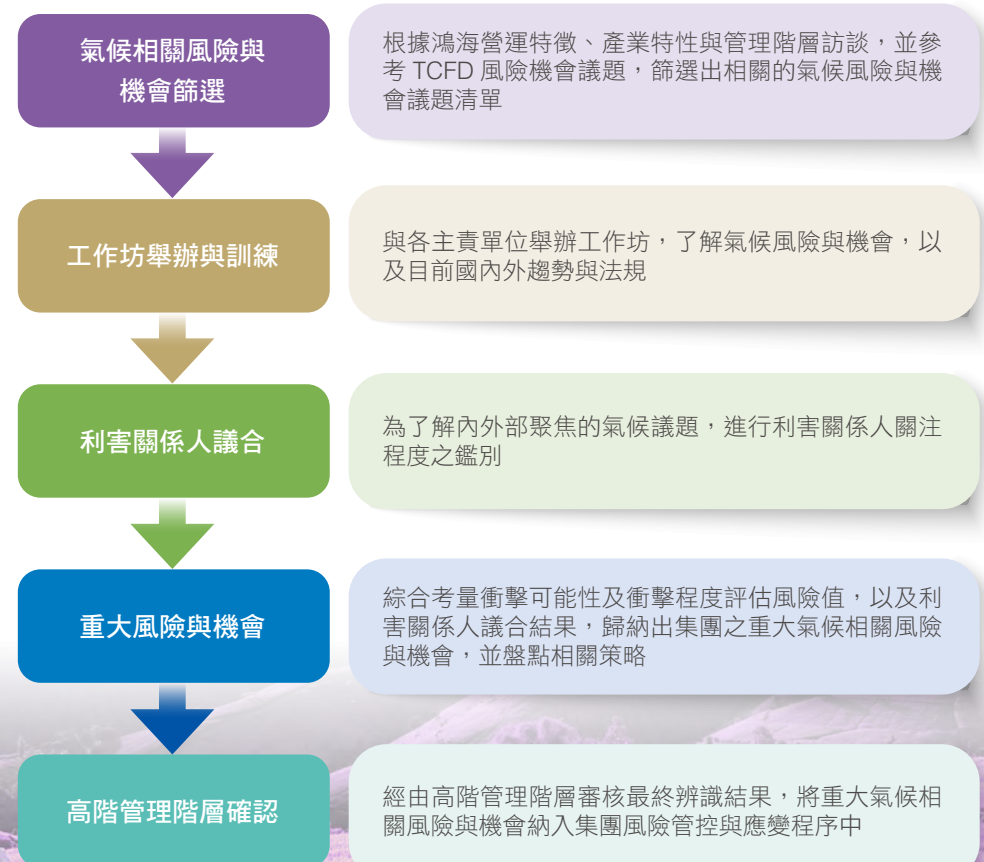 氣候相關風險與
機會篩選
根據鴻海營運特徵、產業特性與管理階層訪談，並參
考 TCFD 風險機會議題，篩選出相關的氣候風險與機
會議題清單
工作坊舉辦與訓練
與各主責單位舉辦工作坊，了解氣候風險與機會，以
及目前國內外趨勢與法規
利害關係人議合
為了解內外部聚焦的氣候議題，進行利害關係人關注
程度之鑑別
重大風險與機會
綜合考量衝擊可能性及衝擊程度評估風險值，以及利
害關係人議合結果，歸納出集團之重大氣候相關風險
與機會，並盤點相關策略
高階管理階層確認
經由高階管理階層審核最終辨識結果，將重大氣候相
關風險與機會納入集團風險管控與應變程序中